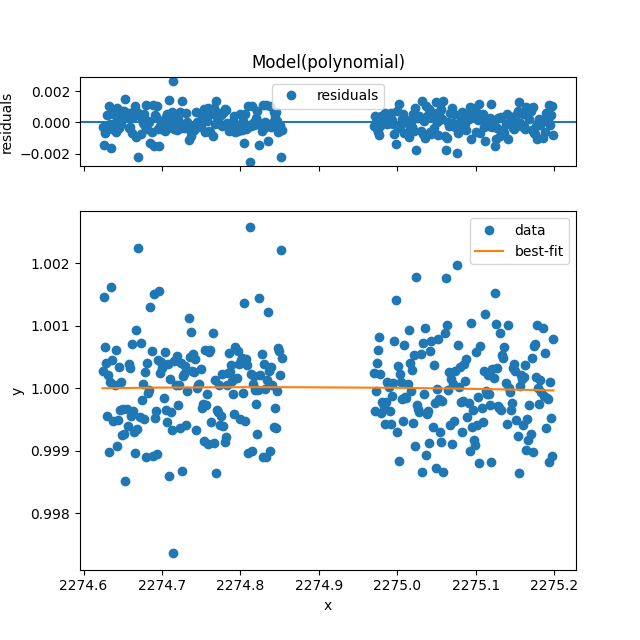 Model(polynomial)
0.002
0.000
−0.002
residuals
residuals
1.002
1.001
1.000
0.999
0.998
y
data
best-fit
2274.6 2274.7 2274.8 2274.9 2275.0 2275.1 2275.2
x